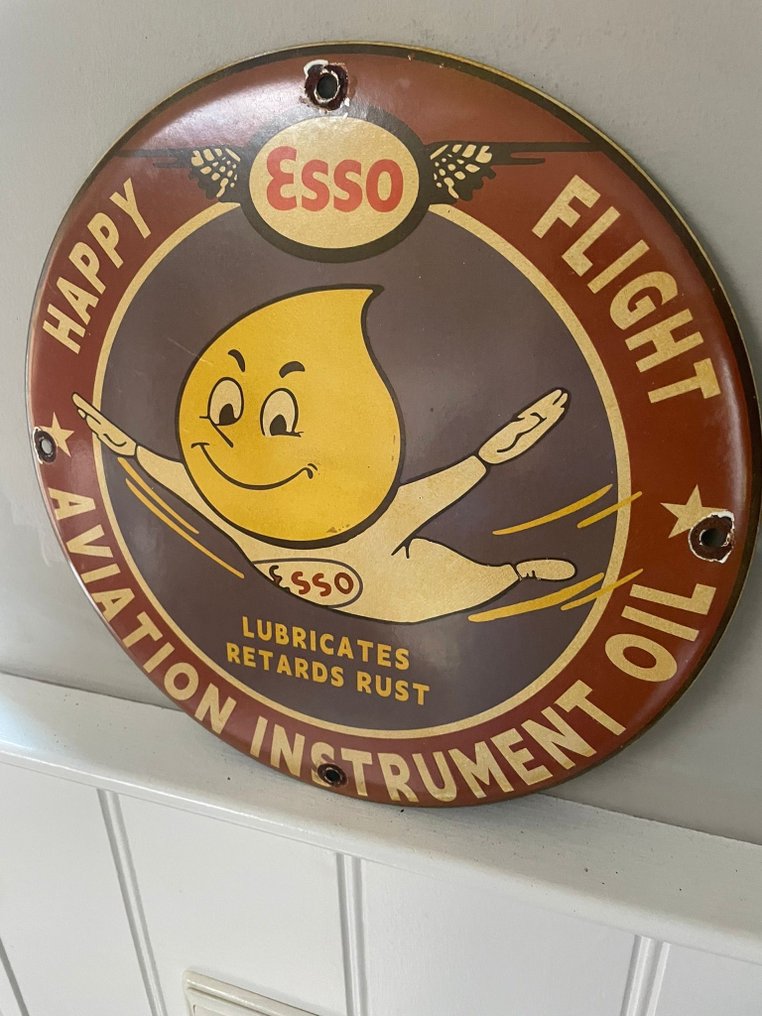 Esso
HAPPY FLIGHT
ESSO
LUBRICATES
RETARDS RUST
AVIATION INSTRUMENT OIL